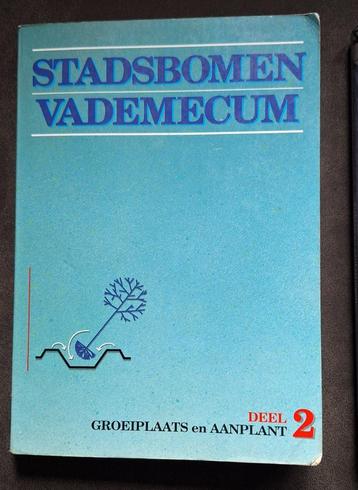 STADSBOMEN
VADEMECUM
DEEL 2
GROEIPLAATS en AANPLANT